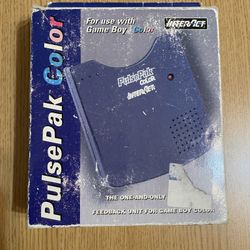 For use with
Game Boy Color
INTERACT
PulsePak Color
PulsePak
COLOR
INTERACT
THE ONE-AND-ONLY
FEEDBACK UNIT FOR GAME BOY COLOR